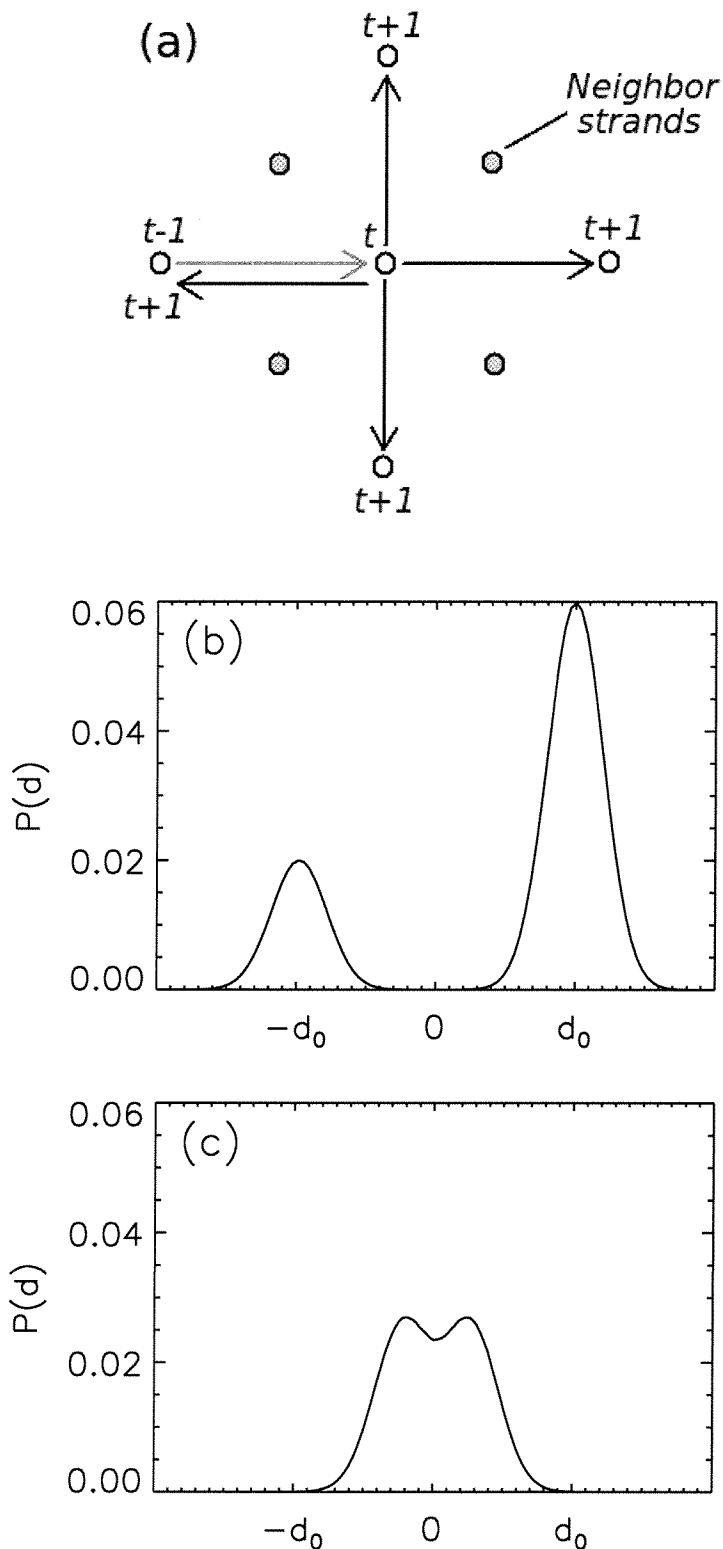 (a)
t+1
Neighbor
strands
t-1
t
t+1
t+1
t+1
(b)
0.06
0.04
0.02
0.00
P(d)
−d₀ 0 d₀
(c)
0.06
0.04
0.02
0.00
P(d)
−d₀ 0 d₀